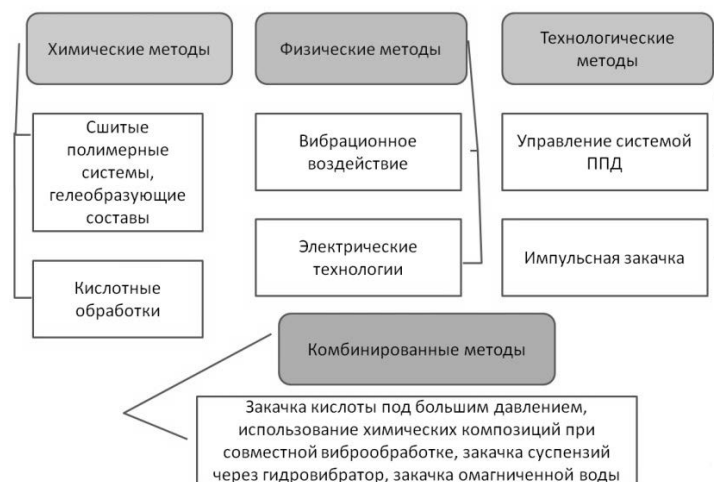 Химические методы
Физические методы
Технологические
методы
Сшитые
полимерные
системы,
гелеобразующие
составы
Вибрационное
воздействие
Управление системой
ППД
Кислотные
обработки
Электрические
технологии
Импульсная закачка
Комбинированные методы
Закачка кислоты под большим давлением,
использование химических композиций при
совместной виброобработке, закачка суспензий
через гидровибратор, закачка омагниченной воды